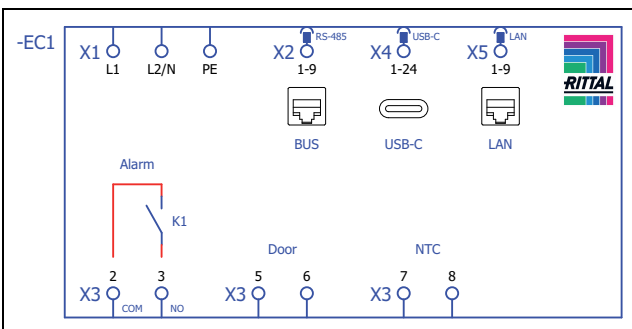 -EC1
X1 X2 RS-485 X4 USB-C X5 LAN
L1 L2/N PE 1-9 1-24 1-9
RITTAL
BUS USB-C LAN
Alarm
K1
Door NTC
2 3 5 6 7 8
X3 COM NO X3 X3